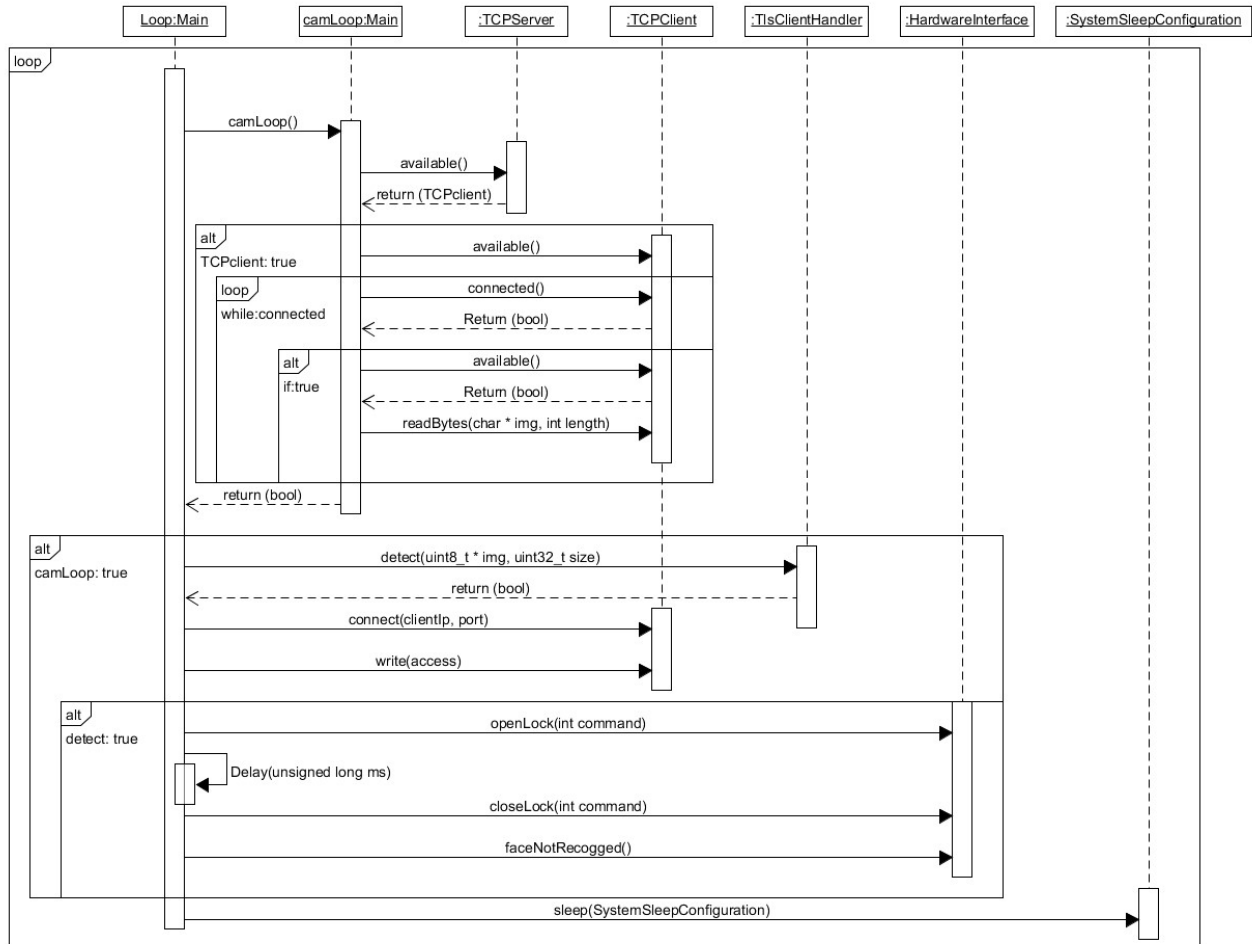 Loop:Main
camLoop:Main
:TCPServer
:TCPClient
:TlsClientHandler
:HardwareInterface
:SystemSleepConfiguration
loop
camLoop()
available()
return (TCPclient)
alt
available()
TCPclient: true
loop
connected()
while:connected
Return (bool)
alt
available()
if:true
Return (bool)
readBytes(char * img, int length)
return (bool)
alt
detect(uint8_t * img, uint32_t size)
camLoop: true
return (bool)
connect(clientIp, port)
write(access)
alt
openLock(int command)
detect: true
Delay(unsigned long ms)
closeLock(int command)
faceNotRecogged()
sleep(SystemSleepConfiguration)